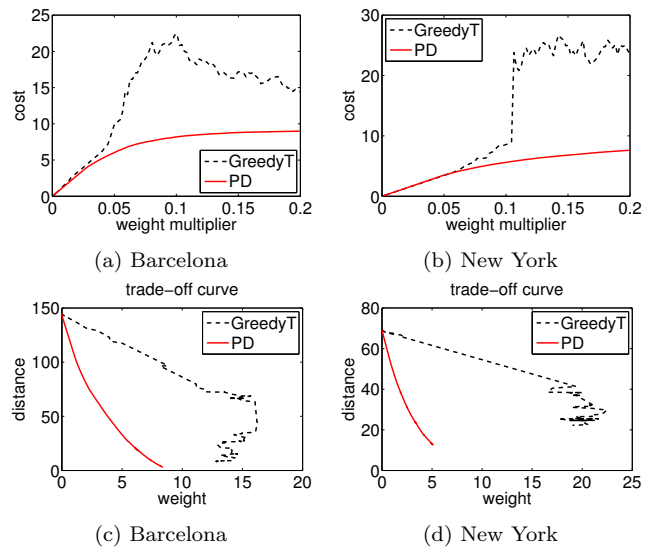 25
20
15
10
5
0
0
0.05
0.1
0.15
0.2
cost
weight multiplier
GreedyT
PD
(a) Barcelona
30
20
10
0
0
0.05
0.1
0.15
0.2
cost
weight multiplier
GreedyT
PD
(b) New York
trade−off curve
150
100
50
0
0
5
10
15
20
distance
weight
GreedyT
PD
(c) Barcelona
trade−off curve
80
60
40
20
0
0
5
10
15
20
25
distance
weight
GreedyT
PD
(d) New York